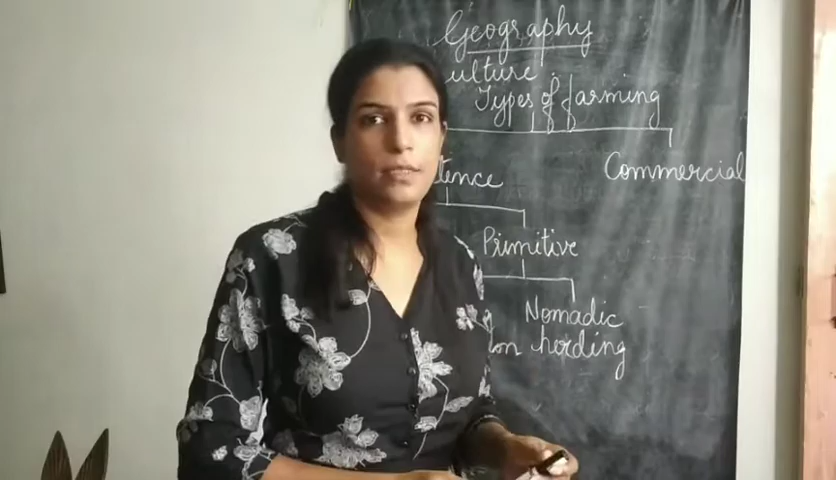 Geography
ulture
Types of farming
tence
Commercial
Primitive
Nomadic
on herding